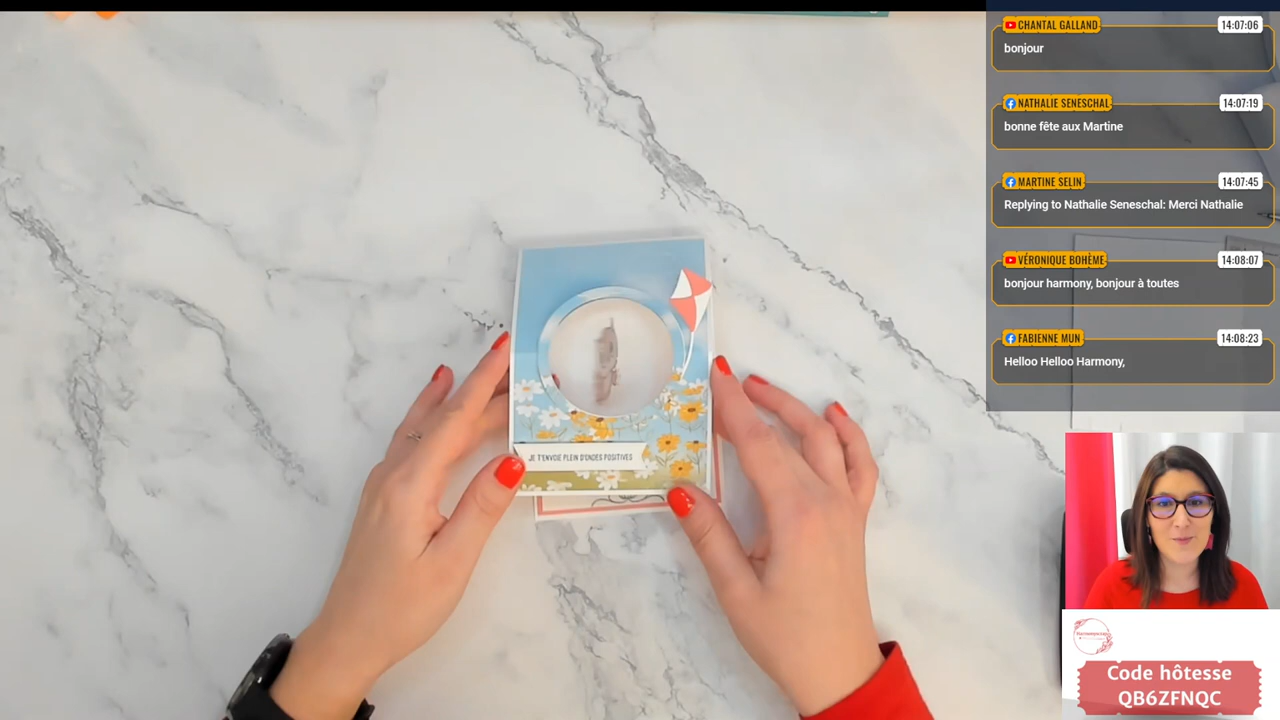 CHANTAL GALLAND
14:07:06
bonjour
NATHALIE SENESCHAL
14:07:19
bonne fête aux Martine
MARTINE SELIN
14:07:45
Replying to Nathalie Seneschal: Merci Nathalie
VÉRONIQUE BOHÈME
14:08:07
bonjour harmony, bonjour à toutes
FABIENNE MUN
14:08:23
Helloo Helloo Harmony,
JE T'ENVOIE PLEIN D'ONDES POSITIVES
Code hôtesse
QB6ZFNQC